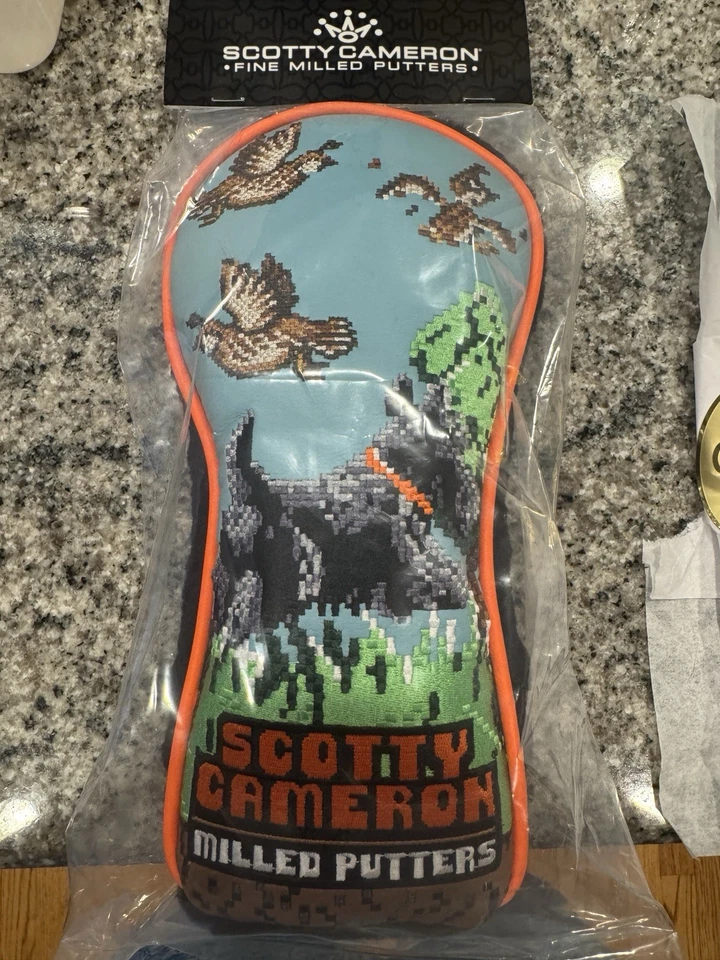 SCOTTY CAMERON®
• FINE MILLED PUTTERS •
SCOTTY
CAMERON
MILLED PUTTERS